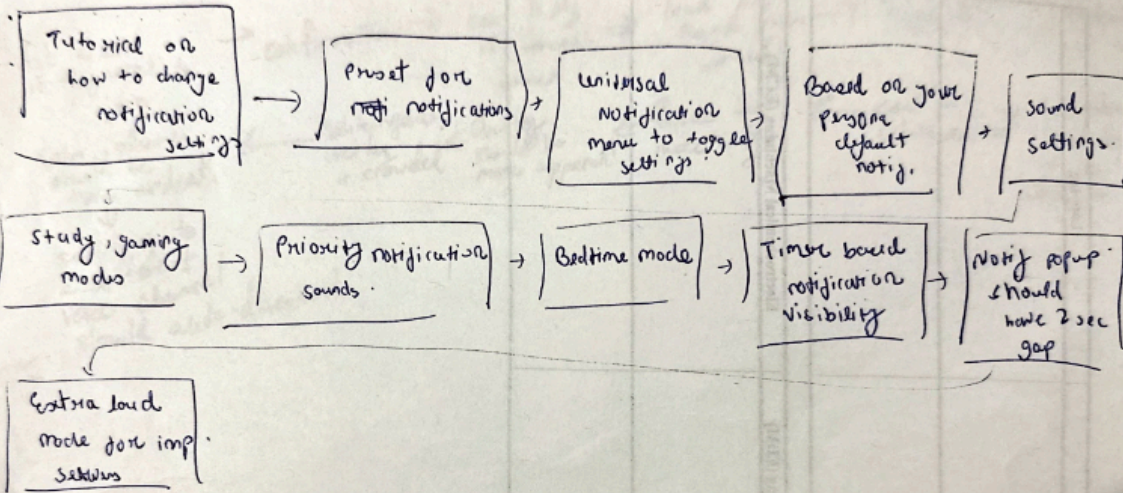 Tutorial on
how to change
notification
settings
Preset for
notifications
Universal
Notification
menu to toggle
settings.
Based on your
persona
default
notif.
Sound
settings.
Study, gaming
modes
Priority notification
sounds.
Bedtime mode
Timer based
notification
visibility
Notif popup
should
have 2 sec
gap
Extra loud
mode for imp.